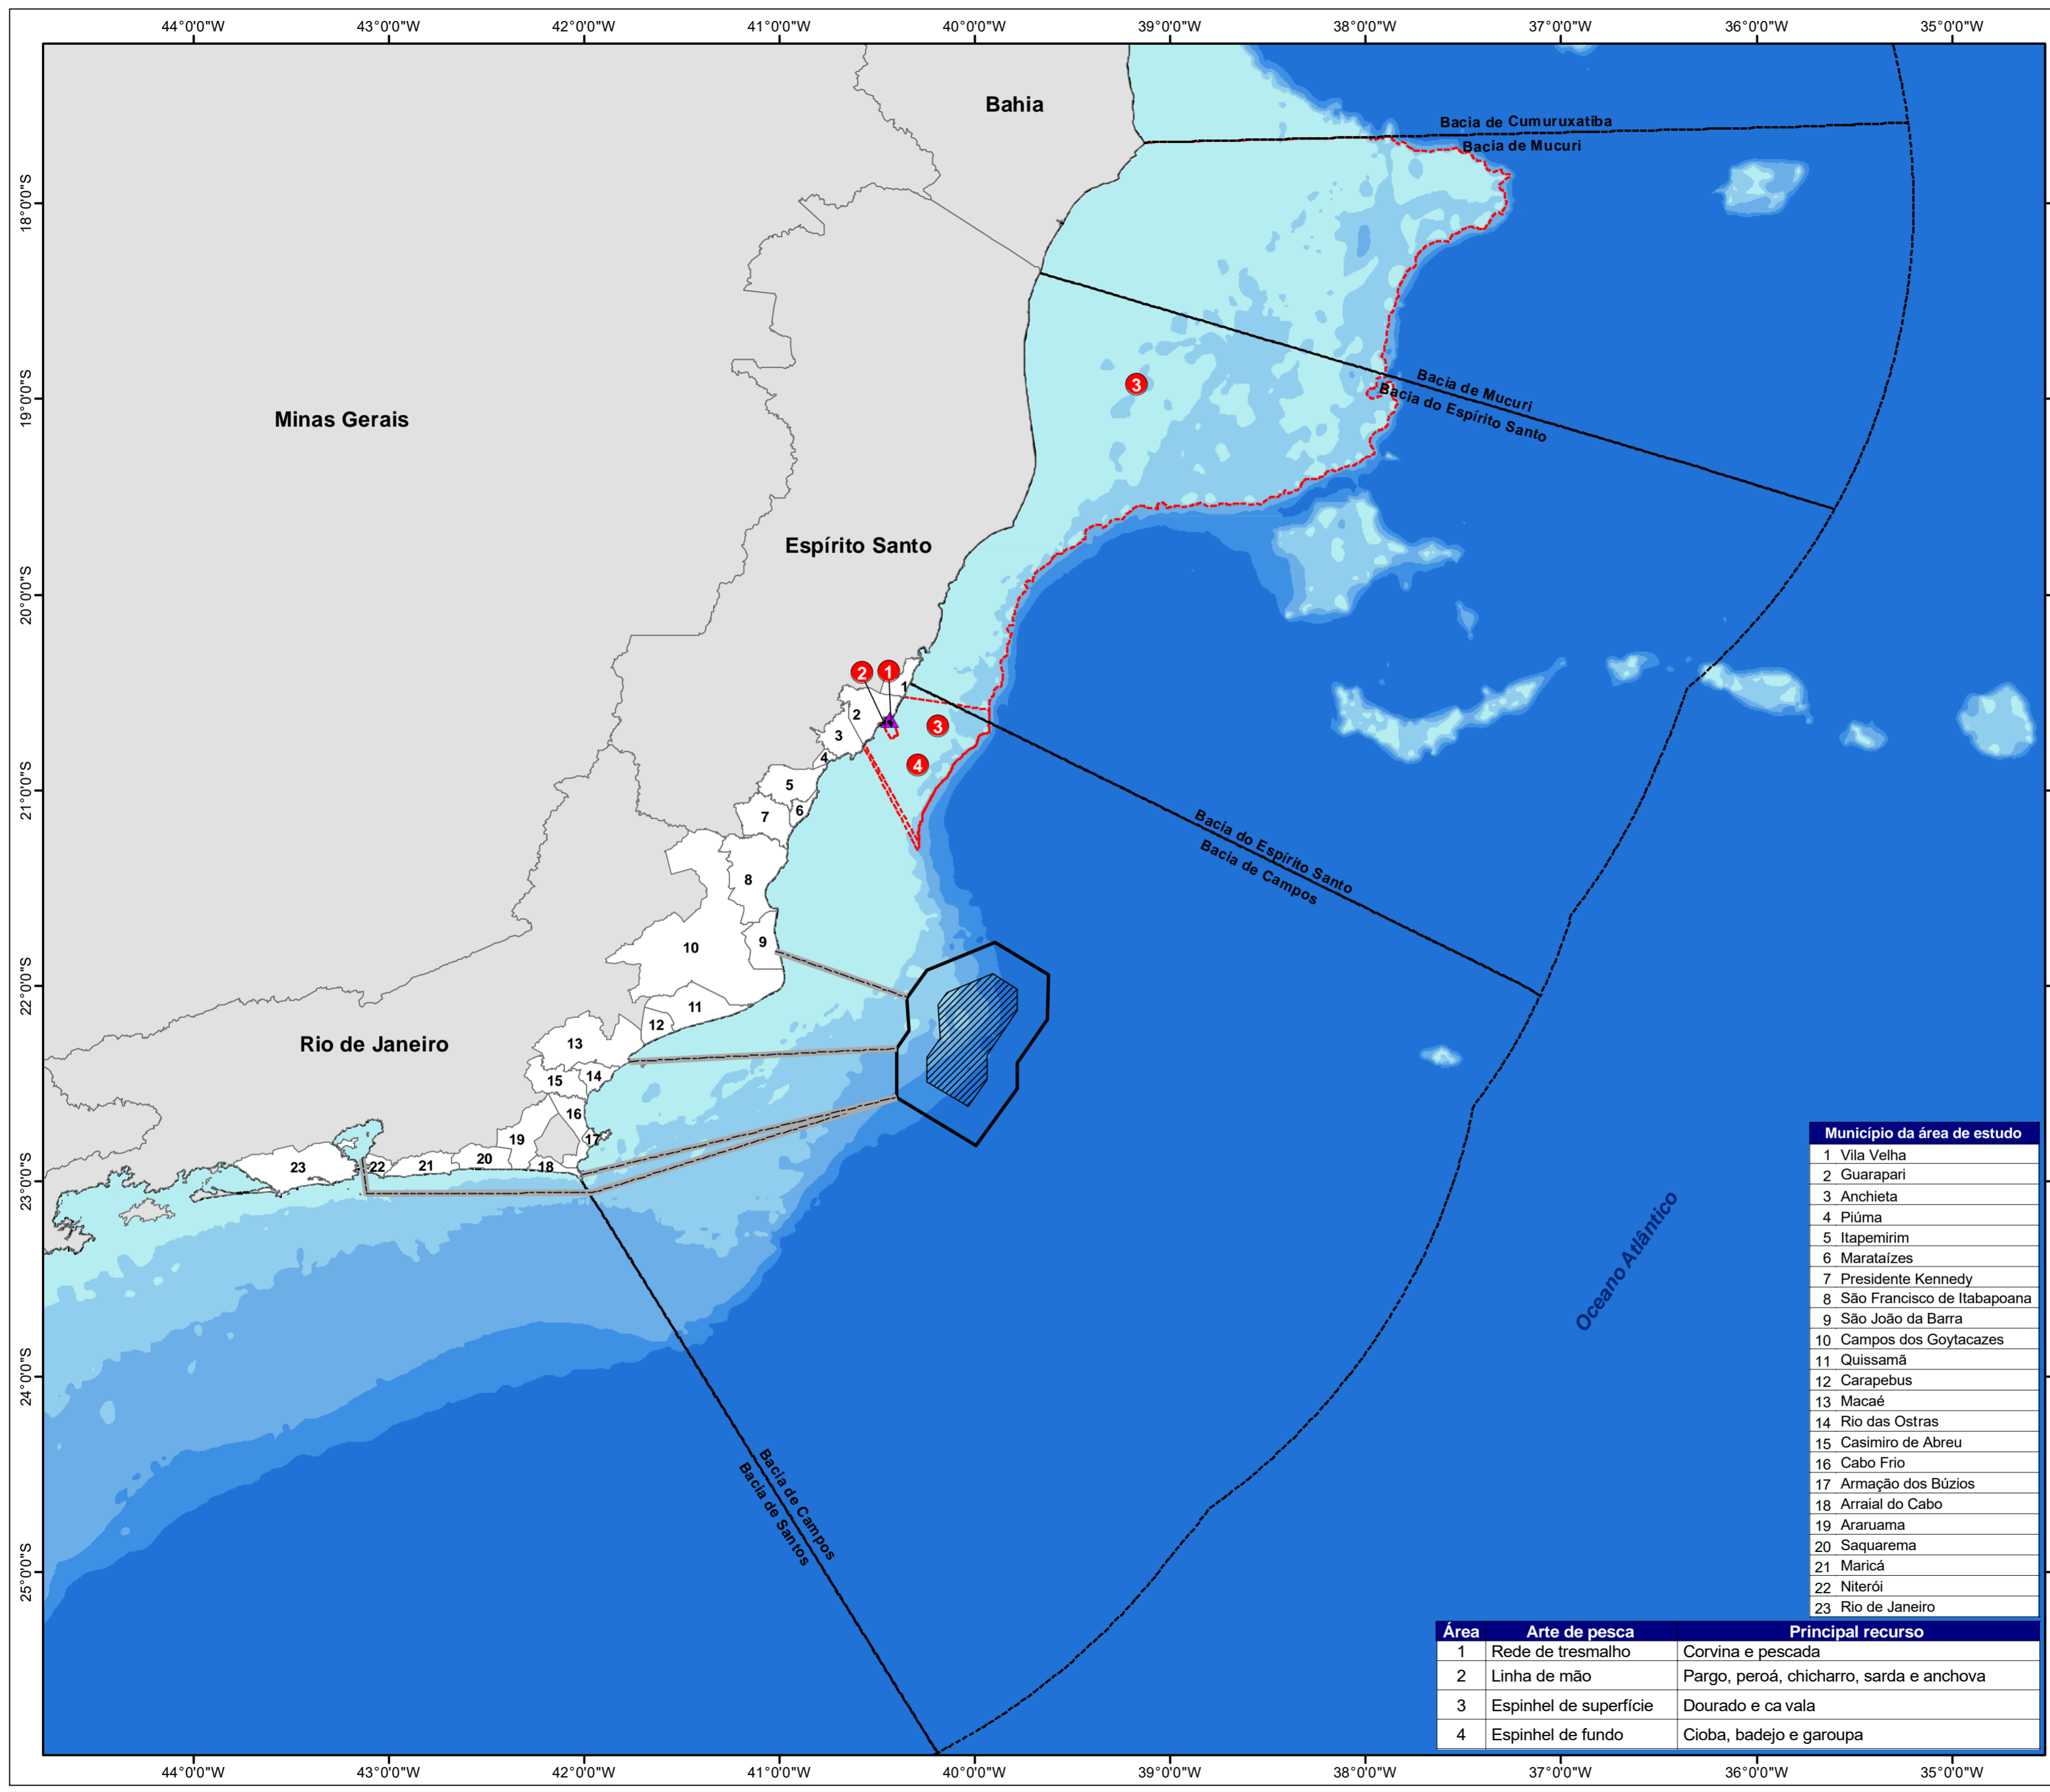 44°0'0"W 43°0'0"W 42°0'0"W 41°0'0"W 40°0'0"W 39°0'0"W 38°0'0"W 37°0'0"W 36°0'0"W 35°0'0"W
Bahia
Bacia de Cumuruxatiba
Bacia de Mucuri
18°0'0"S
3
Bacia de Mucuri
Bacia do Espírito Santo
19°0'0"S
Minas Gerais
Espírito Santo
20°0'0"S
2 1
1
2
3
3
4
4
21°0'0"S
5
6
7
Bacia do Espírito Santo
Bacia de Campos
8
9
10
22°0'0"S
11
12
Rio de Janeiro
13
14
15
16
17
19
20
18
21
22
23
23°0'0"S
24°0'0"S
25°0'0"S
Bacia de Campos
Bacia de Santos
Oceano Atlântico
Município da área de estudo
1 Vila Velha
2 Guarapari
3 Anchieta
4 Piúma
5 Itapemirim
6 Marataízes
7 Presidente Kennedy
8 São Francisco de Itabapoana
9 São João da Barra
10 Campos dos Goytacazes
11 Quissamã
12 Carapebus
13 Macaé
14 Rio das Ostras
15 Casimiro de Abreu
16 Cabo Frio
17 Armação dos Búzios
18 Arraial do Cabo
19 Araruama
20 Saquarema
21 Maricá
22 Niterói
23 Rio de Janeiro
Área Arte de pesca Principal recurso
1 Rede de tresmalho Corvina e pescada
2 Linha de mão Pargo, peroá, chicharro, sarda e anchova
3 Espinhel de superfície Dourado e ca vala
4 Espinhel de fundo Cioba, badejo e garoupa
44°0'0"W 43°0'0"W 42°0'0"W 41°0'0"W 40°0'0"W 39°0'0"W 38°0'0"W 37°0'0"W 36°0'0"W 35°0'0"W